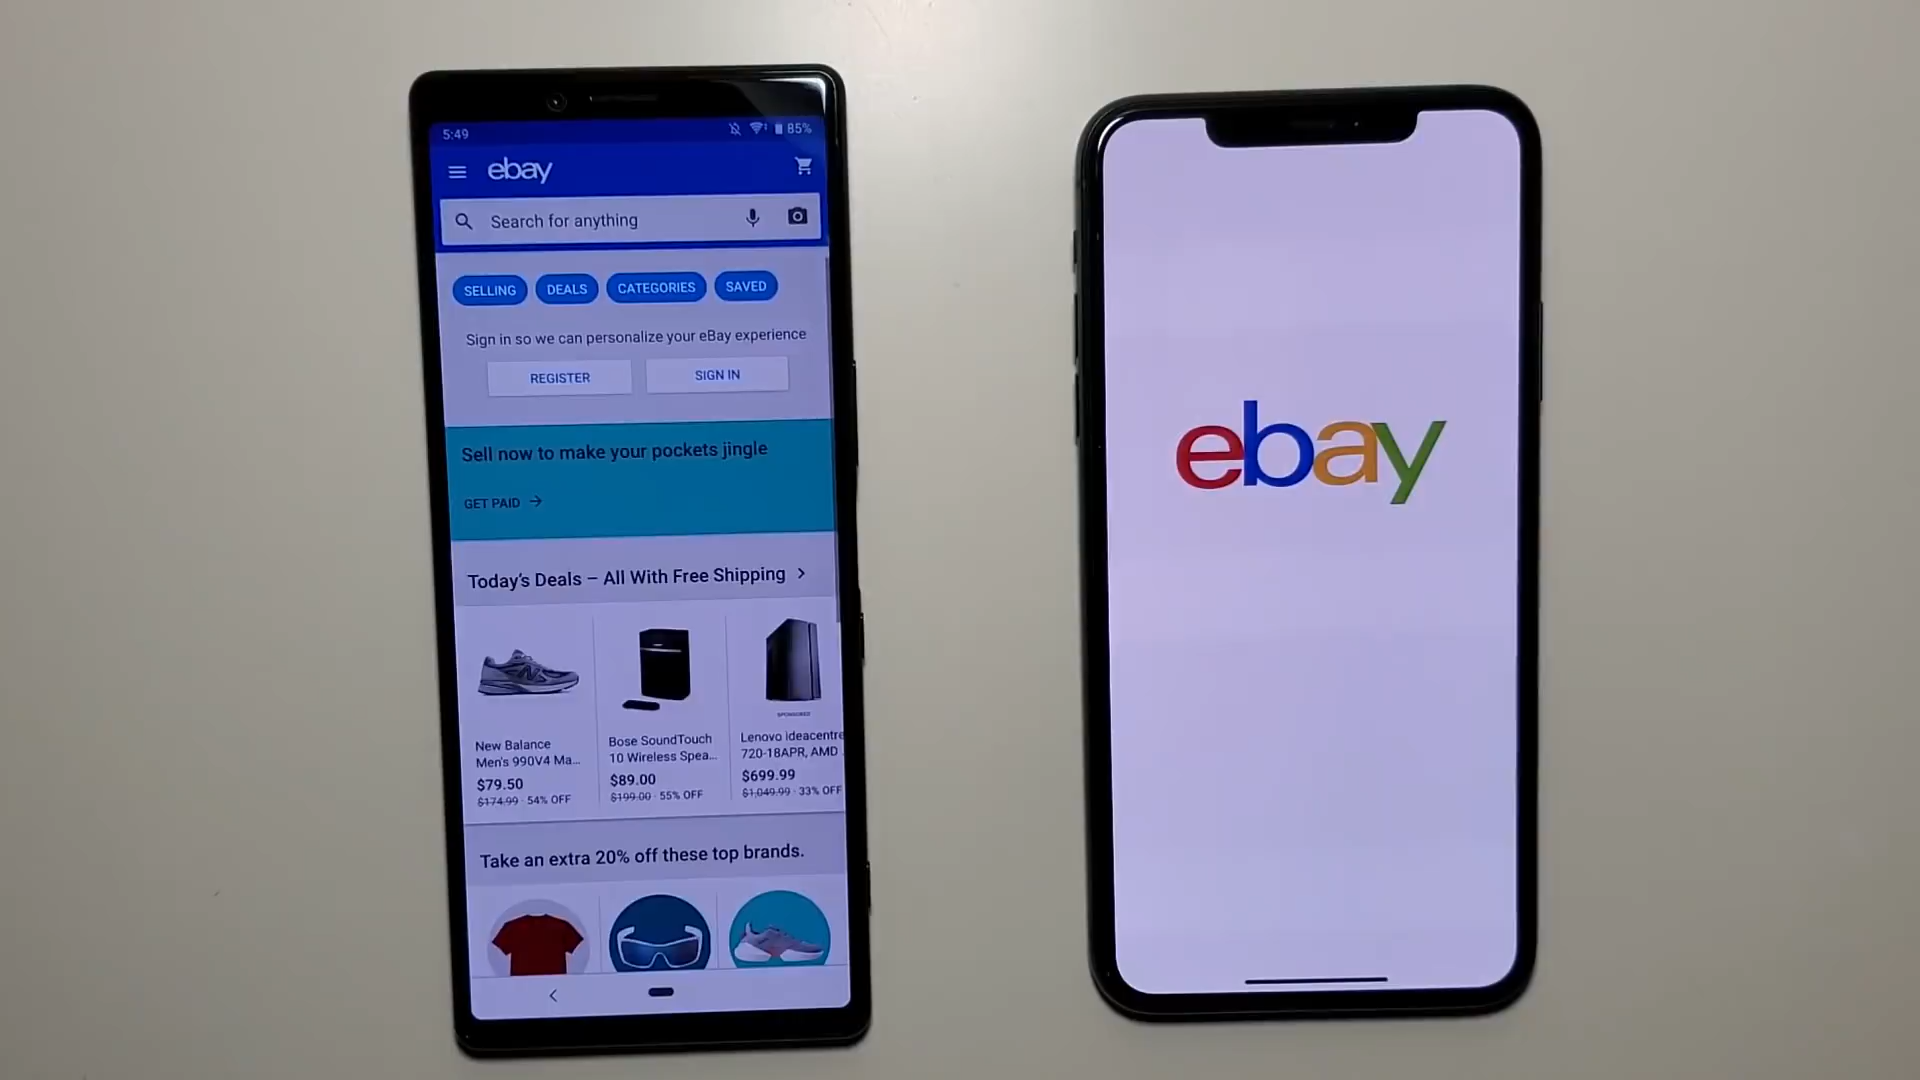 5:49
85%
ebay
Search for anything
SELLING DEALS CATEGORIES SAVED
Sign in so we can personalize your eBay experience
REGISTER SIGN IN
Sell now to make your pockets jingle
GET PAID →
Today's Deals – All With Free Shipping >
SPONSORED
New Balance
Men's 990V4 Ma...
$79.50
$174.99 · 54% OFF
Bose SoundTouch
10 Wireless Spea...
$89.00
$199.00 · 55% OFF
Lenovo ideacentre
720-18APR, AMD
$699.99
$1,049.99 · 33% OFF
Take an extra 20% off these top brands.
ebay